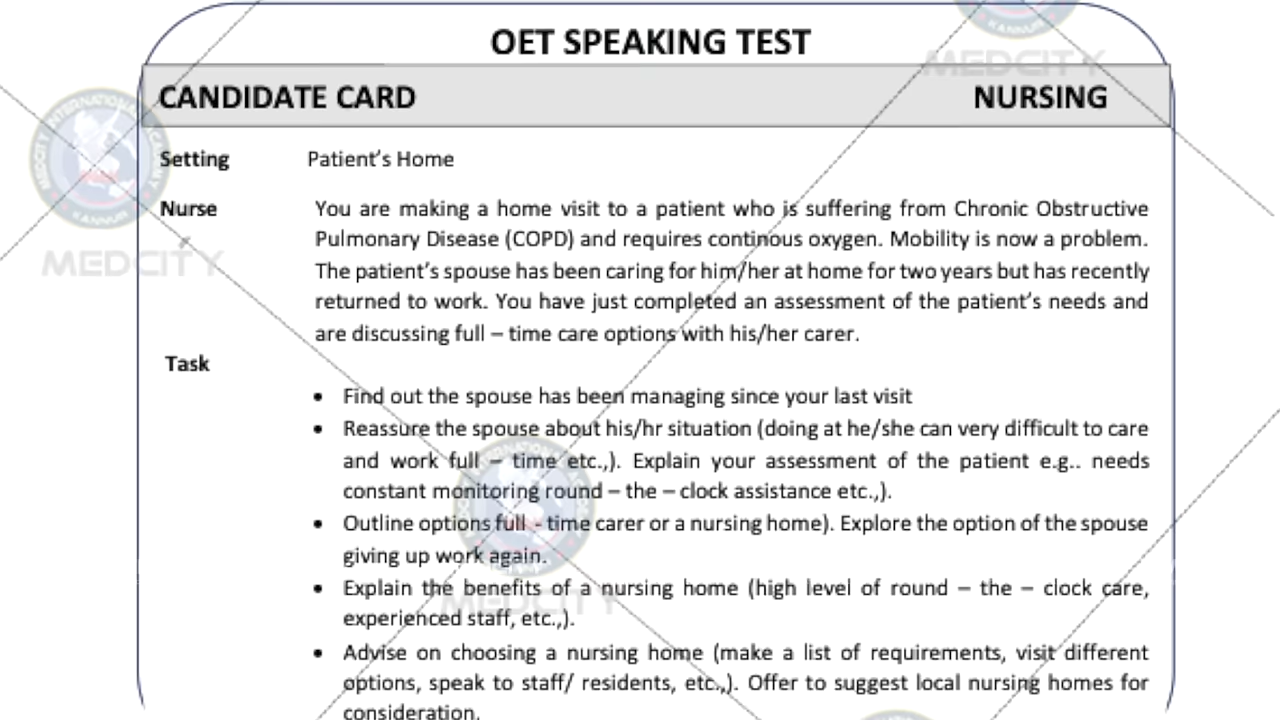 OET SPEAKING TEST
MEDCITY
CANDIDATE CARD NURSING
Setting Patient's Home
Nurse You are making a home visit to a patient who is suffering from Chronic Obstructive
Pulmonary Disease (COPD) and requires continous oxygen. Mobility is now a problem.
MEDCITY
The patient's spouse has been caring for him/her at home for two years but has recently
returned to work. You have just completed an assessment of the patient's needs and
are discussing full – time care options with his/her carer.
Task
• Find out the spouse has been managing since your last visit
• Reassure the spouse about his/hr situation (doing at he/she can very difficult to care
and work full – time etc.,). Explain your assessment of the patient e.g.. needs
constant monitoring round – the – clock assistance etc.,).
• Outline options full - time carer or a nursing home). Explore the option of the spouse
giving up work again.
• Explain the benefits of a nursing home (high level of round – the – clock care,
MEDCITY
experienced staff, etc.,).
• Advise on choosing a nursing home (make a list of requirements, visit different
options, speak to staff/ residents, etc.,). Offer to suggest local nursing homes for
consideration.